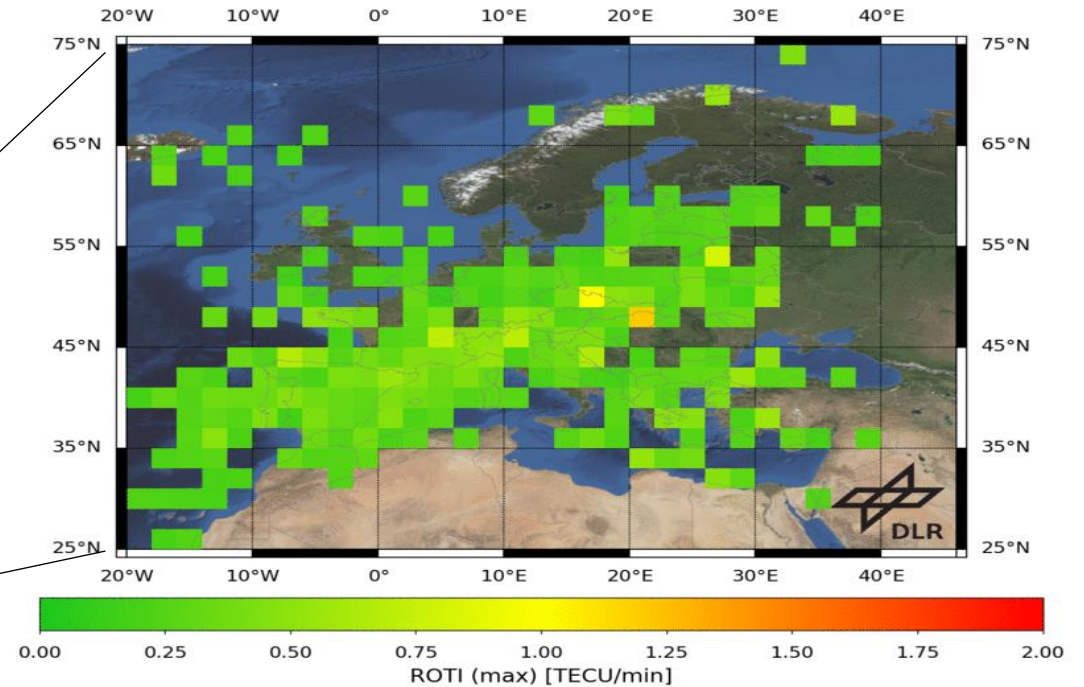 20°W 10°W 0° 10°E 20°E 30°E 40°E
75°N 75°N
65°N 65°N
55°N 55°N
45°N 45°N
35°N 35°N
DLR
25°N 25°N
20°W 10°W 0° 10°E 20°E 30°E 40°E
0.00 0.25 0.50 0.75 1.00 1.25 1.50 1.75 2.00
ROTI (max) [TECU/min]